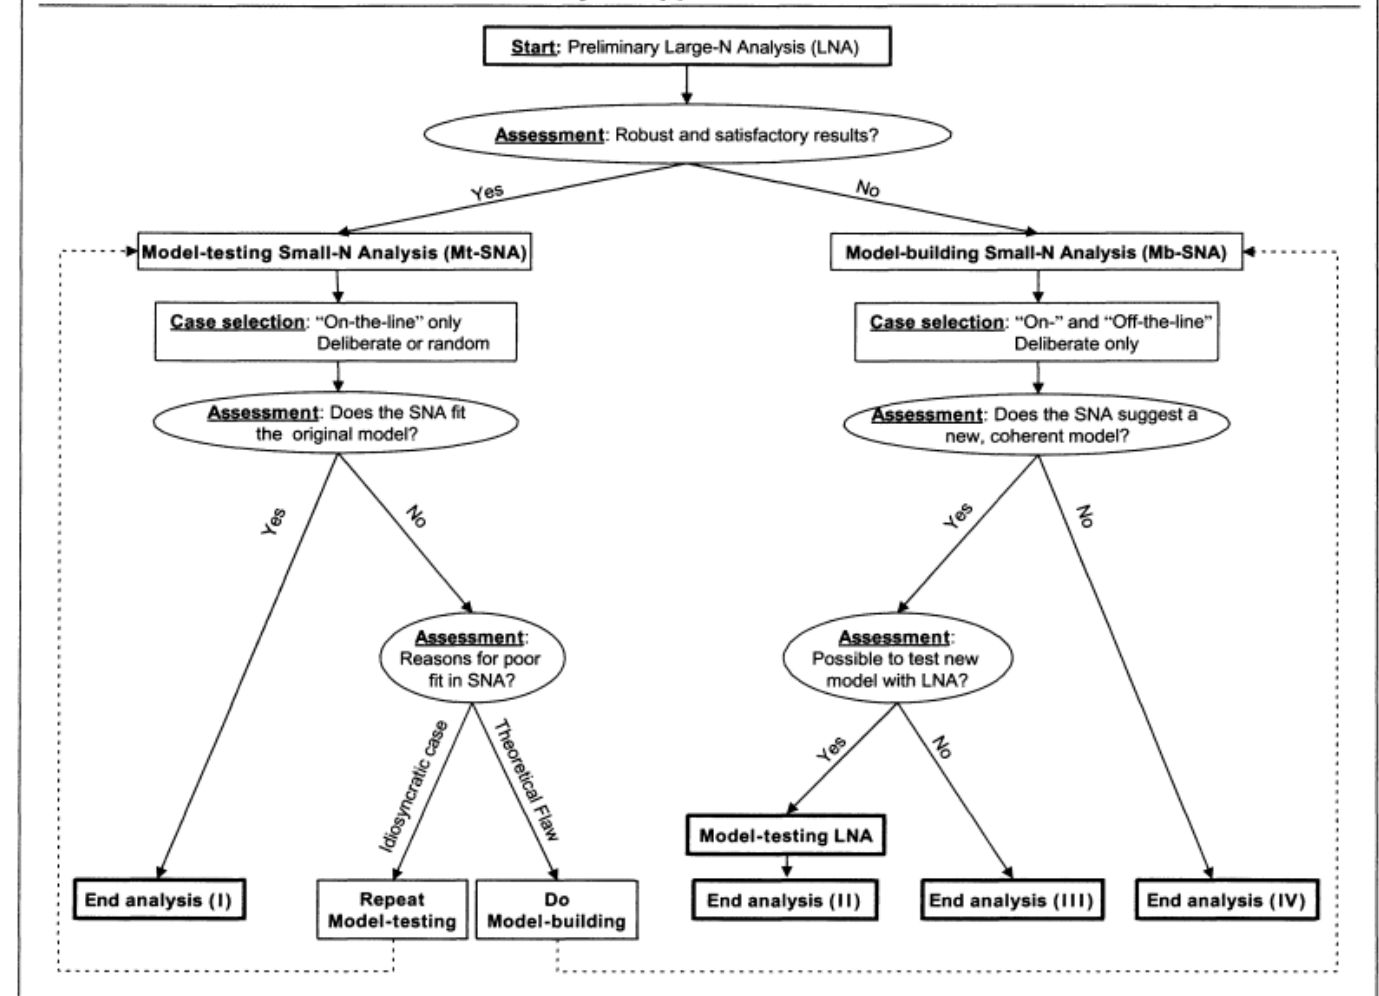 Start: Preliminary Large-N Analysis (LNA)
Assessment: Robust and satisfactory results?
Yes
No
Model-testing Small-N Analysis (Mt-SNA)
Model-building Small-N Analysis (Mb-SNA)
Case selection: “On-the-line” only
Deliberate or random
Case selection: “On-” and “Off-the-line”
Deliberate only
Assessment: Does the SNA fit
the original model?
Assessment: Does the SNA suggest a
new, coherent model?
Yes
No
Yes
No
Assessment:
Reasons for poor
fit in SNA?
Assessment:
Possible to test new
model with LNA?
Idiosyncratic case
Theoretical Flaw
Yes
No
Model-testing LNA
End analysis (I)
Repeat
Model-testing
Do
Model-building
End analysis (II)
End analysis (III)
End analysis (IV)